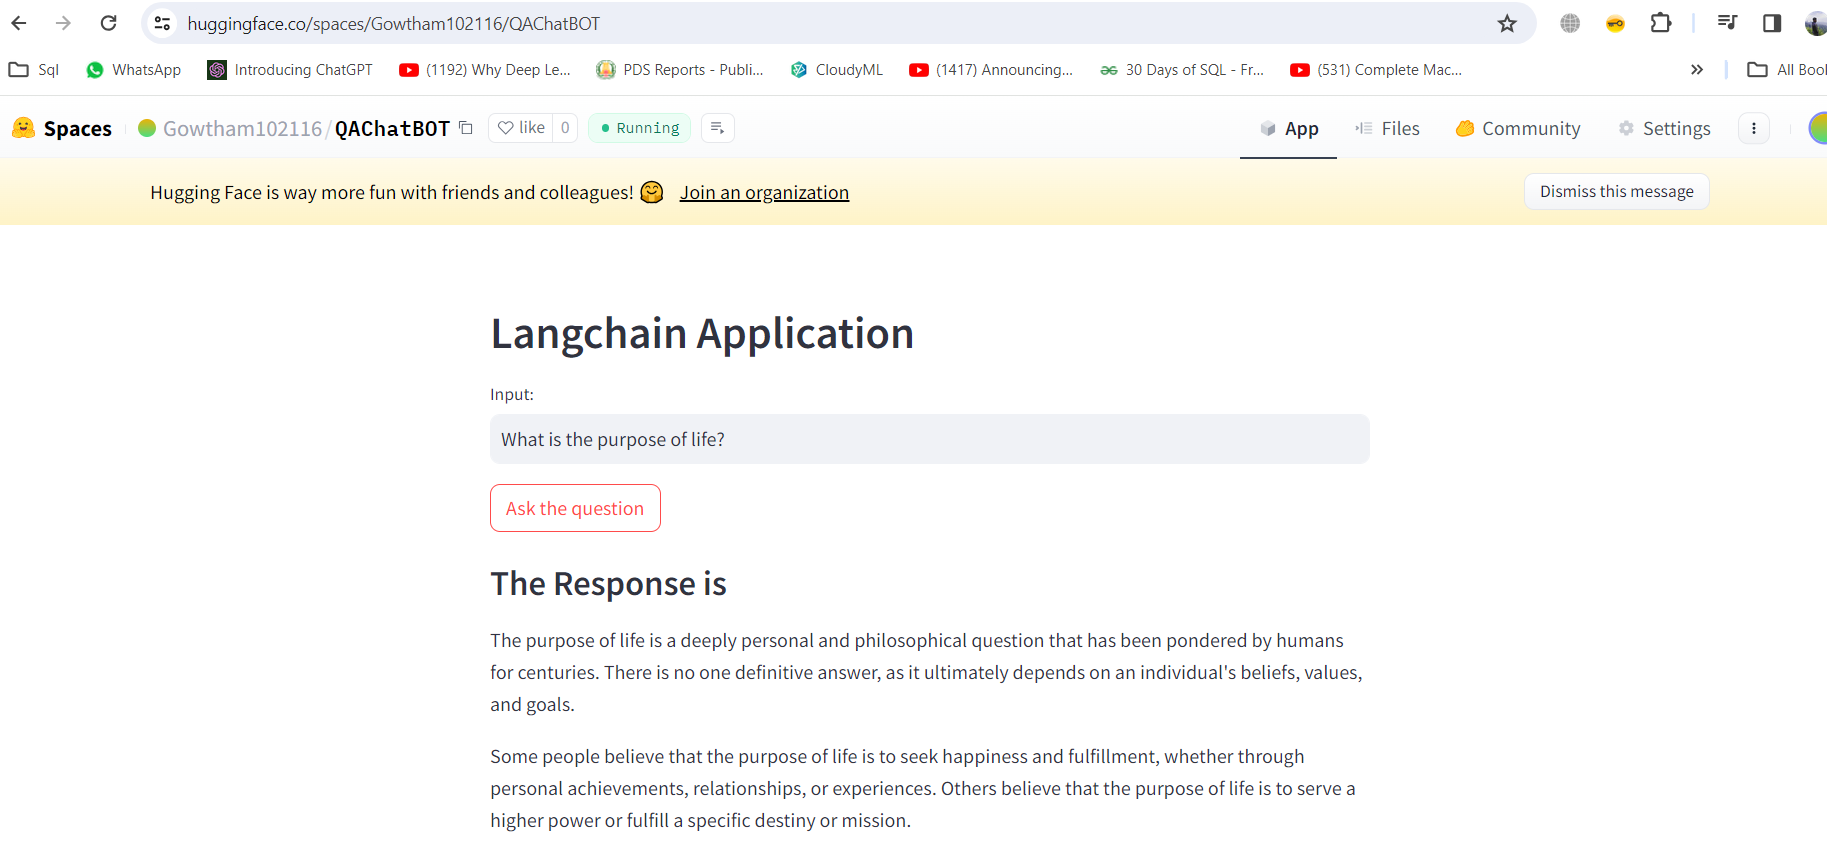 huggingface.co/spaces/Gowtham102116/QAChatBOT
Sql WhatsApp Introducing ChatGPT (1192) Why Deep Le... PDS Reports - Publi... CloudyML (1417) Announcing... 30 Days of SQL - Fr... (531) Complete Mac... » All Bool
Spaces Gowtham102116/QAChatBOT like 0 Running App Files Community Settings
Hugging Face is way more fun with friends and colleagues! 🤗 Join an organization Dismiss this message
Langchain Application
Input:
What is the purpose of life?
Ask the question
The Response is
The purpose of life is a deeply personal and philosophical question that has been pondered by humans
for centuries. There is no one definitive answer, as it ultimately depends on an individual's beliefs, values,
and goals.
Some people believe that the purpose of life is to seek happiness and fulfillment, whether through
personal achievements, relationships, or experiences. Others believe that the purpose of life is to serve a
higher power or fulfill a specific destiny or mission.